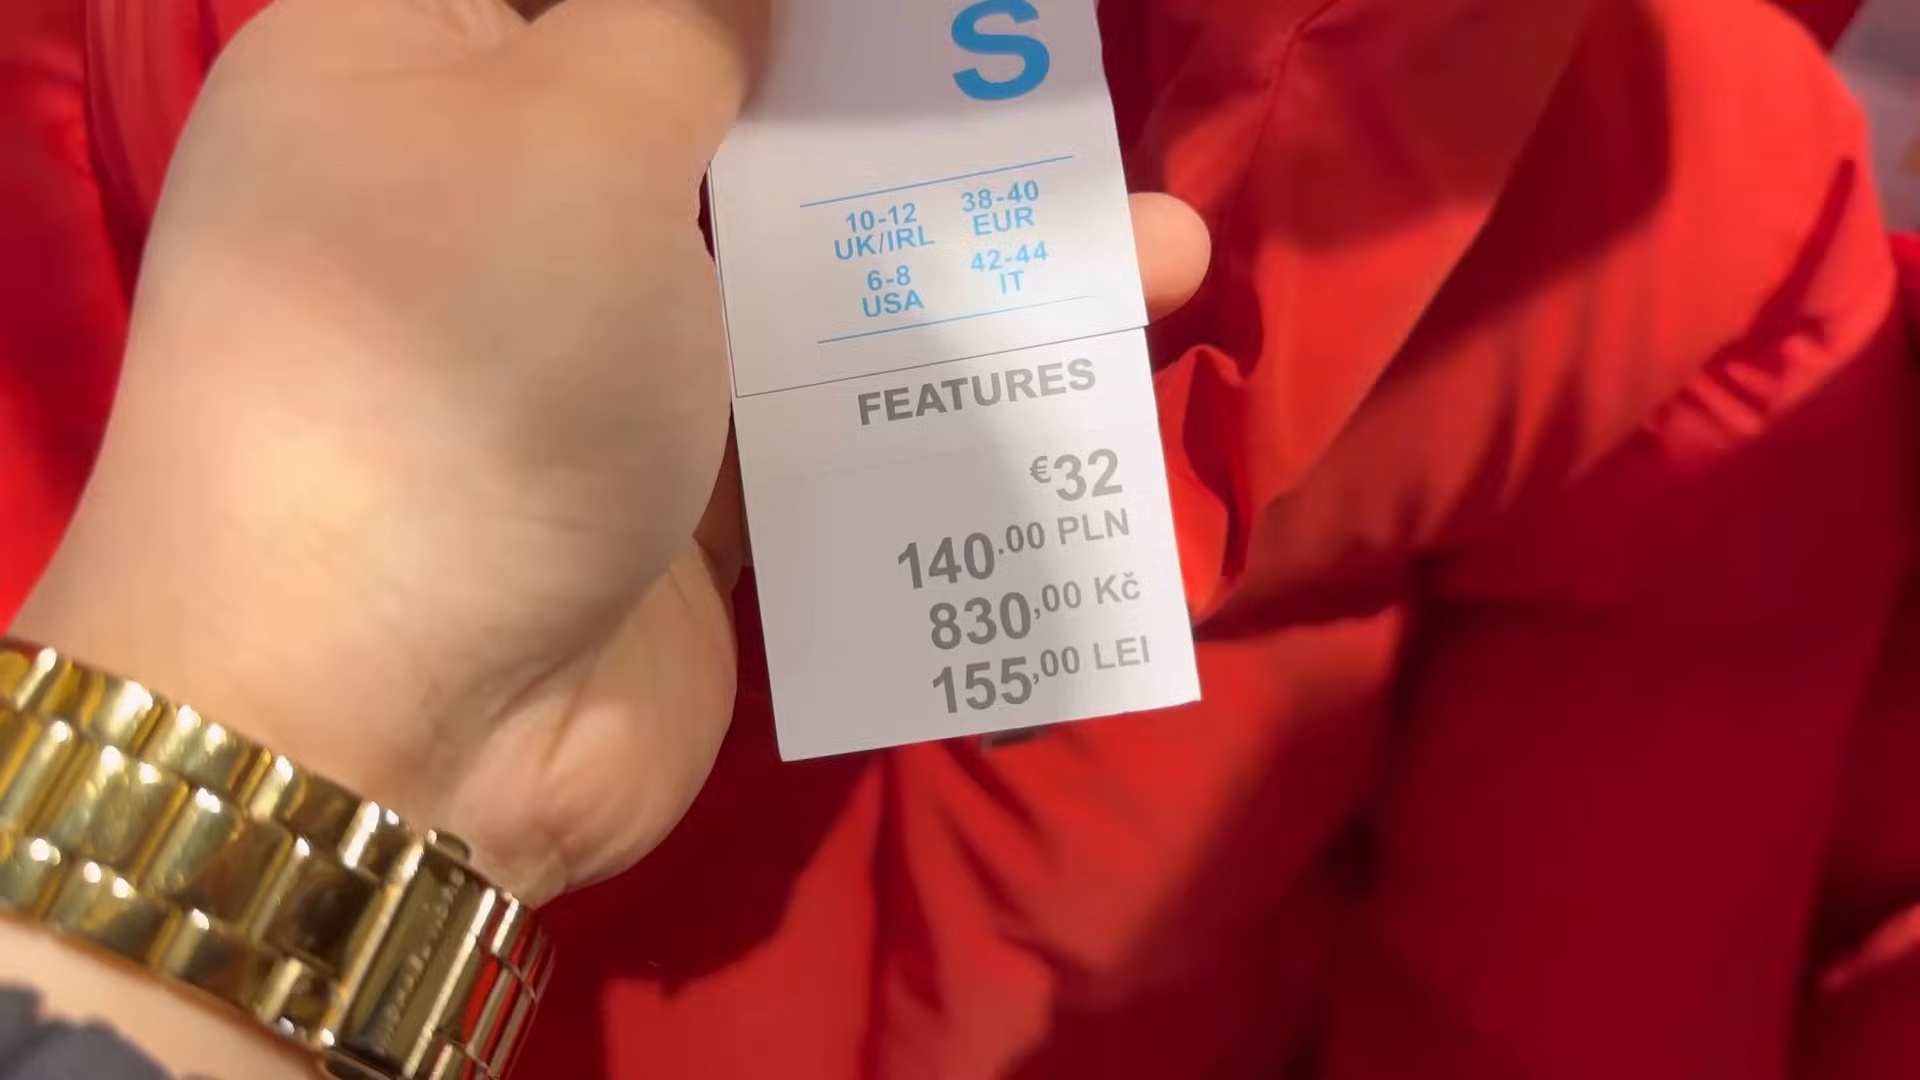 S
10-12 38-40
UK/IRL EUR
6-8 42-44
USA IT
FEATURES
€32
140.00 PLN
830,00 Kč
155,00 LEI